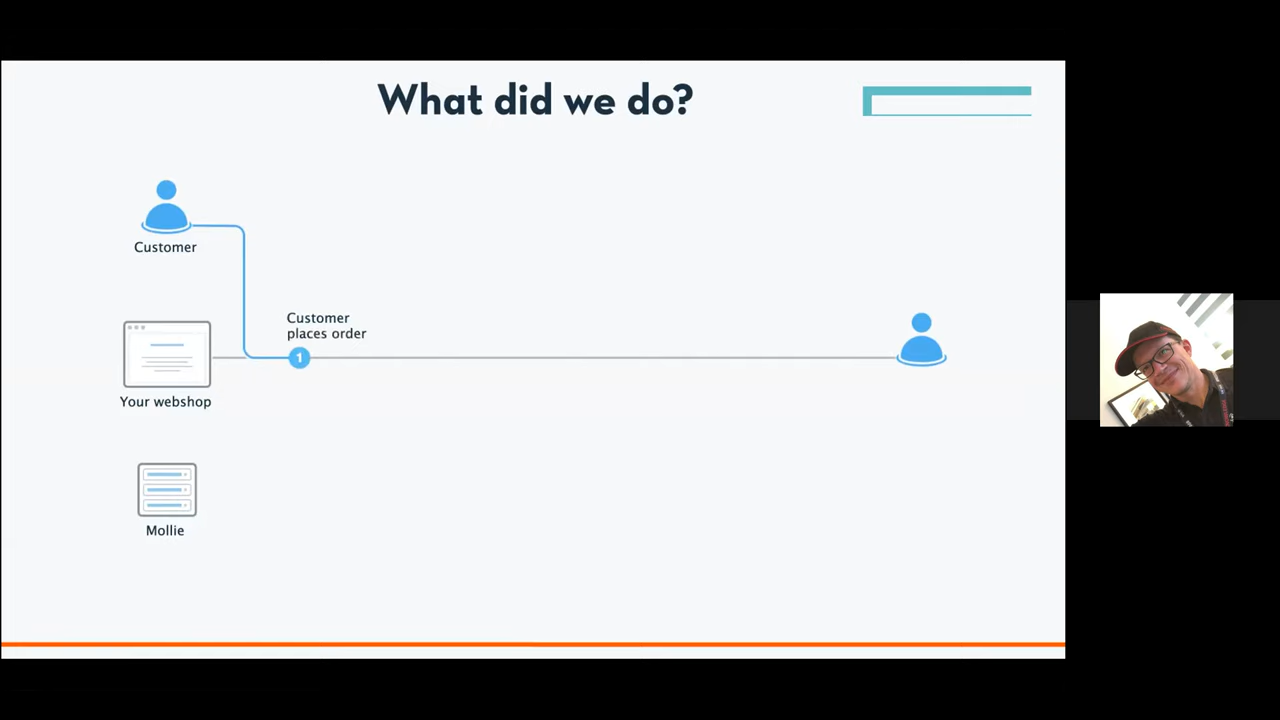 What did we do?
Customer
Customer
places order
1
Your webshop
Mollie